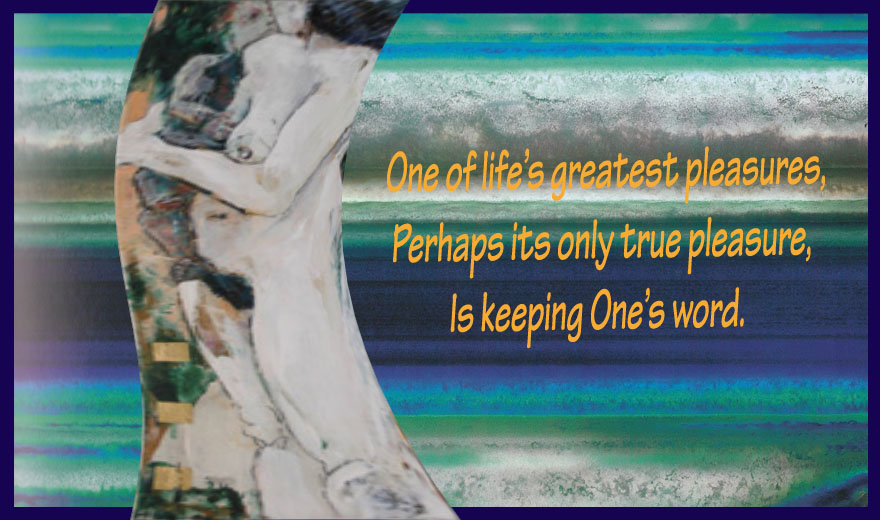 One of life's greatest pleasures,
Perhaps its only true pleasure,
Is keeping One's word.